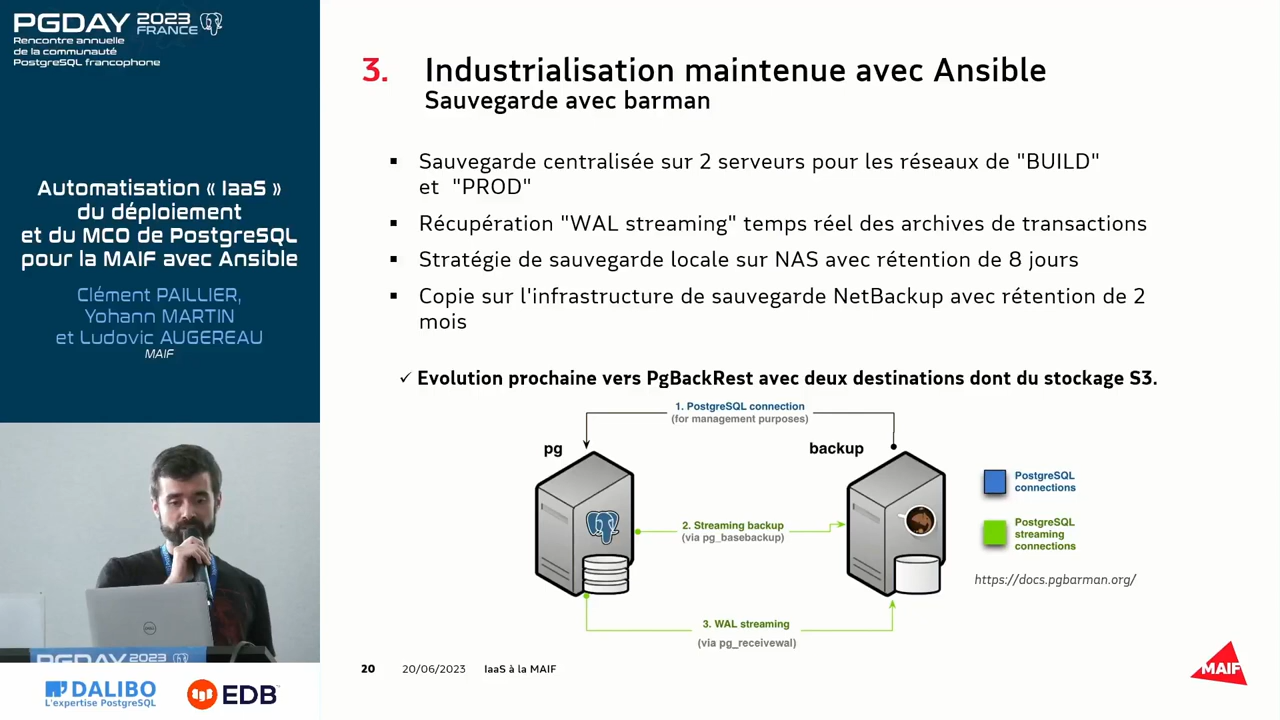 PGDAY 2023 FRANCE
Rencontre annuelle
de la communauté
PostgreSQL francophone
Automatisation « IaaS »
du déploiement
et du MCO de PostgreSQL
pour la MAIF avec Ansible
Clément PAILLIER,
Yohann MARTIN
et Ludovic AUGEREAU
MAIF
DELL
PGDAY 2023
DALIBO
L'expertise PostgreSQL
EDB
3. Industrialisation maintenue avec Ansible
Sauvegarde avec barman
▪ Sauvegarde centralisée sur 2 serveurs pour les réseaux de "BUILD"
et "PROD"
▪ Récupération "WAL streaming" temps réel des archives de transactions
▪ Stratégie de sauvegarde locale sur NAS avec rétention de 8 jours
▪ Copie sur l'infrastructure de sauvegarde NetBackup avec rétention de 2
mois
✓ Evolution prochaine vers PgBackRest avec deux destinations dont du stockage S3.
1. PostgreSQL connection
(for management purposes)
pg
backup
2. Streaming backup
(via pg_basebackup)
3. WAL streaming
(via pg_receivewal)
PostgreSQL
connections
PostgreSQL
streaming
connections
https://docs.pgbarman.org/
20 20/06/2023 IaaS à la MAIF
MAIF